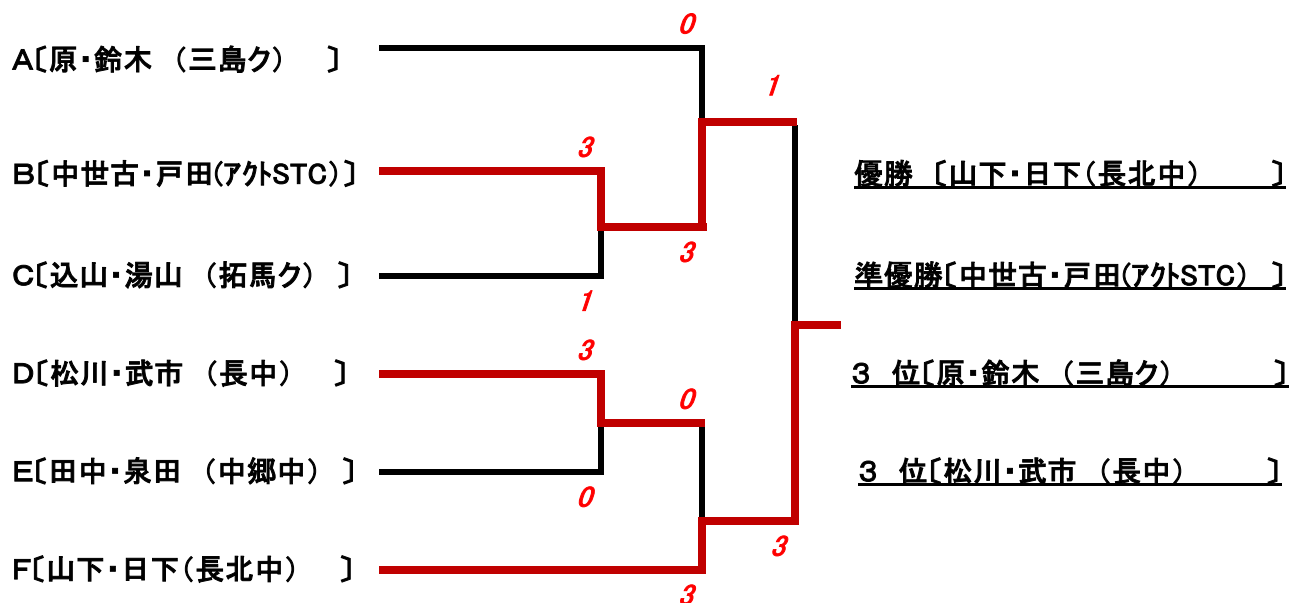 0
A〔原・鈴木 （三島ク） 〕
1
3
B〔中世古・戸田(ｱｸﾄSTC)〕
優勝 〔山下・日下（長北中） 〕
3
C〔込山・湯山 （拓馬ク） 〕
準優勝〔中世古・戸田(ｱｸﾄSTC) 〕
1
3
D〔松川・武市 （長中） 〕
3 位〔原・鈴木 （三島ク） 〕
0
E〔田中・泉田 （中郷中） 〕
3 位〔松川・武市 （長中） 〕
0
3
F〔山下・日下（長北中） 〕
3